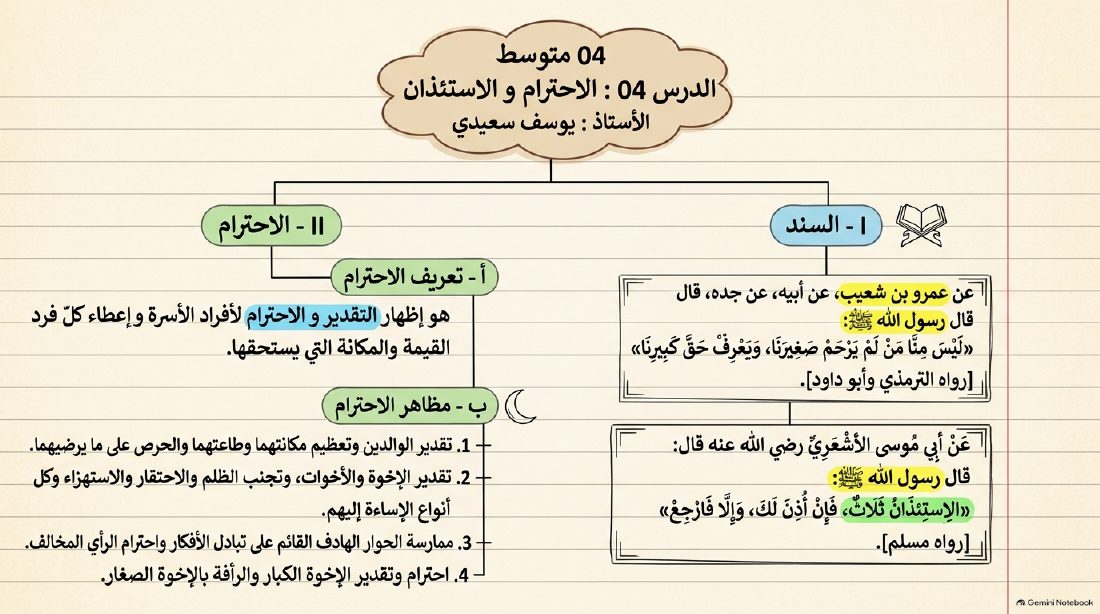 04 متوسط
الدرس 04 : الاحترام و الاستئذان
الأستاذ : يوسف سعيدي
I - السند
عن عمرو بن شعيب، عن أبيه، عن جده، قال
قال رسول الله ﷺ:
«لَيْسَ مِنَّا مَنْ لَمْ يَرْحَمْ صَغِيرَنَا، وَيَعْرِفْ حَقَّ كَبِيرِنَا»
[رواه الترمذي وأبو داود].
عَنْ أَبِي مُوسى الأَشْعَرِيِّ رضي الله عنه قال:
قال رسول الله ﷺ:
«الاِستِئذَانُ ثَلَاثٌ، فَإِنْ أُذِنَ لَكَ، وَإِلَّا فَارْجِعْ»
[رواه مسلم].
II - الاحترام
أ - تعريف الاحترام
هو إظهار التقدير و الاحترام لأفراد الأسرة وإعطاء كلّ فرد
القيمة والمكانة التي يستحقها.
ب - مظاهر الاحترام
1. تقدير الوالدين وتعظيم مكانتهما وطاعتهما والحرص على ما يرضيهما.
2. تقدير الإخوة والأخوات، وتجنب الظلم والاحتقار والاستهزاء وكل
أنواع الإساءة إليهم.
3. ممارسة الحوار الهادف القائم على تبادل الأفكار واحترام الرأي المخالف.
4. احترام وتقدير الإخوة الكبار والرأفة بالإخوة الصغار.
Gemini Notebook